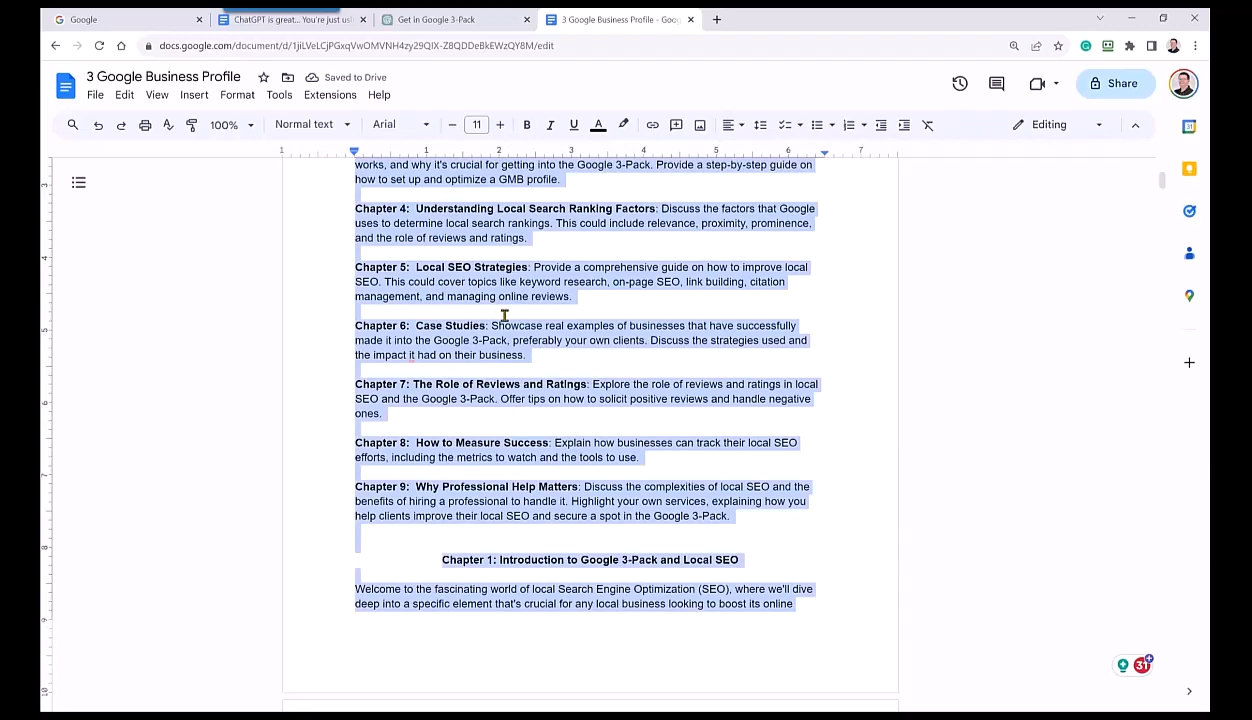 Google
ChatGPT is great... You're just usi
Get in Google 3-Pack
3 Google Business Profile - Goog
docs.google.com/document/d/1jiLVeLCjPGxqVwOMVNH4zy29QIX-Z8QDDeBkEWzQY8M/edit
3 Google Business Profile
Saved to Drive
Share
File Edit View Insert Format Tools Extensions Help
100% Normal text Arial 11 B I U A Editing
1 1 2 3 4 5 6 7
works, and why it's crucial for getting into the Google 3-Pack. Provide a step-by-step guide on
how to set up and optimize a GMB profile.
Chapter 4: Understanding Local Search Ranking Factors: Discuss the factors that Google
uses to determine local search rankings. This could include relevance, proximity, prominence,
and the role of reviews and ratings.
Chapter 5: Local SEO Strategies: Provide a comprehensive guide on how to improve local
SEO. This could cover topics like keyword research, on-page SEO, link building, citation
management, and managing online reviews.
Chapter 6: Case Studies: Showcase real examples of businesses that have successfully
made it into the Google 3-Pack, preferably your own clients. Discuss the strategies used and
the impact it had on their business.
Chapter 7: The Role of Reviews and Ratings: Explore the role of reviews and ratings in local
SEO and the Google 3-Pack. Offer tips on how to solicit positive reviews and handle negative
ones.
Chapter 8: How to Measure Success: Explain how businesses can track their local SEO
efforts, including the metrics to watch and the tools to use.
Chapter 9: Why Professional Help Matters: Discuss the complexities of local SEO and the
benefits of hiring a professional to handle it. Highlight your own services, explaining how you
help clients improve their local SEO and secure a spot in the Google 3-Pack.
Chapter 1: Introduction to Google 3-Pack and Local SEO
Welcome to the fascinating world of local Search Engine Optimization (SEO), where we'll dive
deep into a specific element that's crucial for any local business looking to boost its online
31